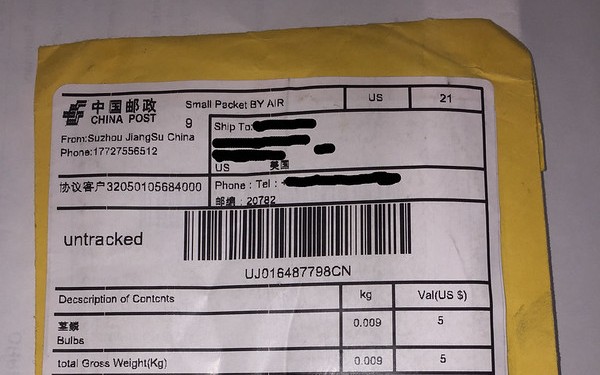 中国邮政
CHINA POST
Small Packet BY AIR
US
21
9
From:Suzhou JiangSu China
Phone:17727556512
Ship To:
US 美国
协议客户32050105684000
Phone : Tel :
邮编 : 20782
untracked
UJ016487798CN
Decscription of Contents
kg
Val(US $)
Bulbs
0.009
5
total Gross Weight(Kg)
0.009
5